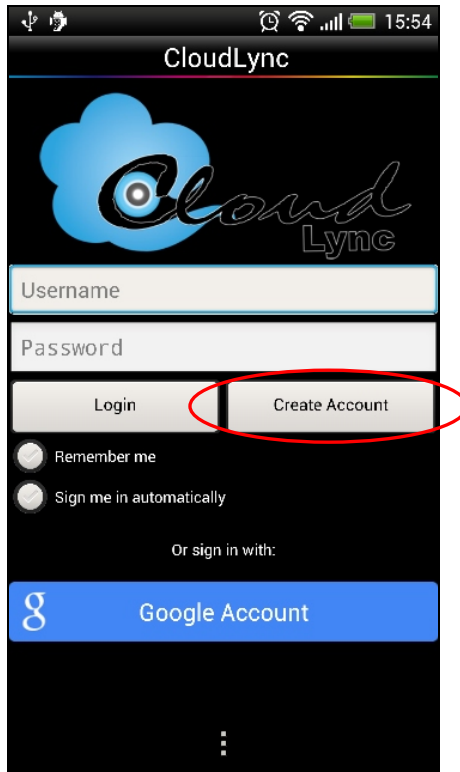 15:54
CloudLync
Cloud
Lync
Username
Password
Login Create Account
Remember me
Sign me in automatically
Or sign in with:
g Google Account